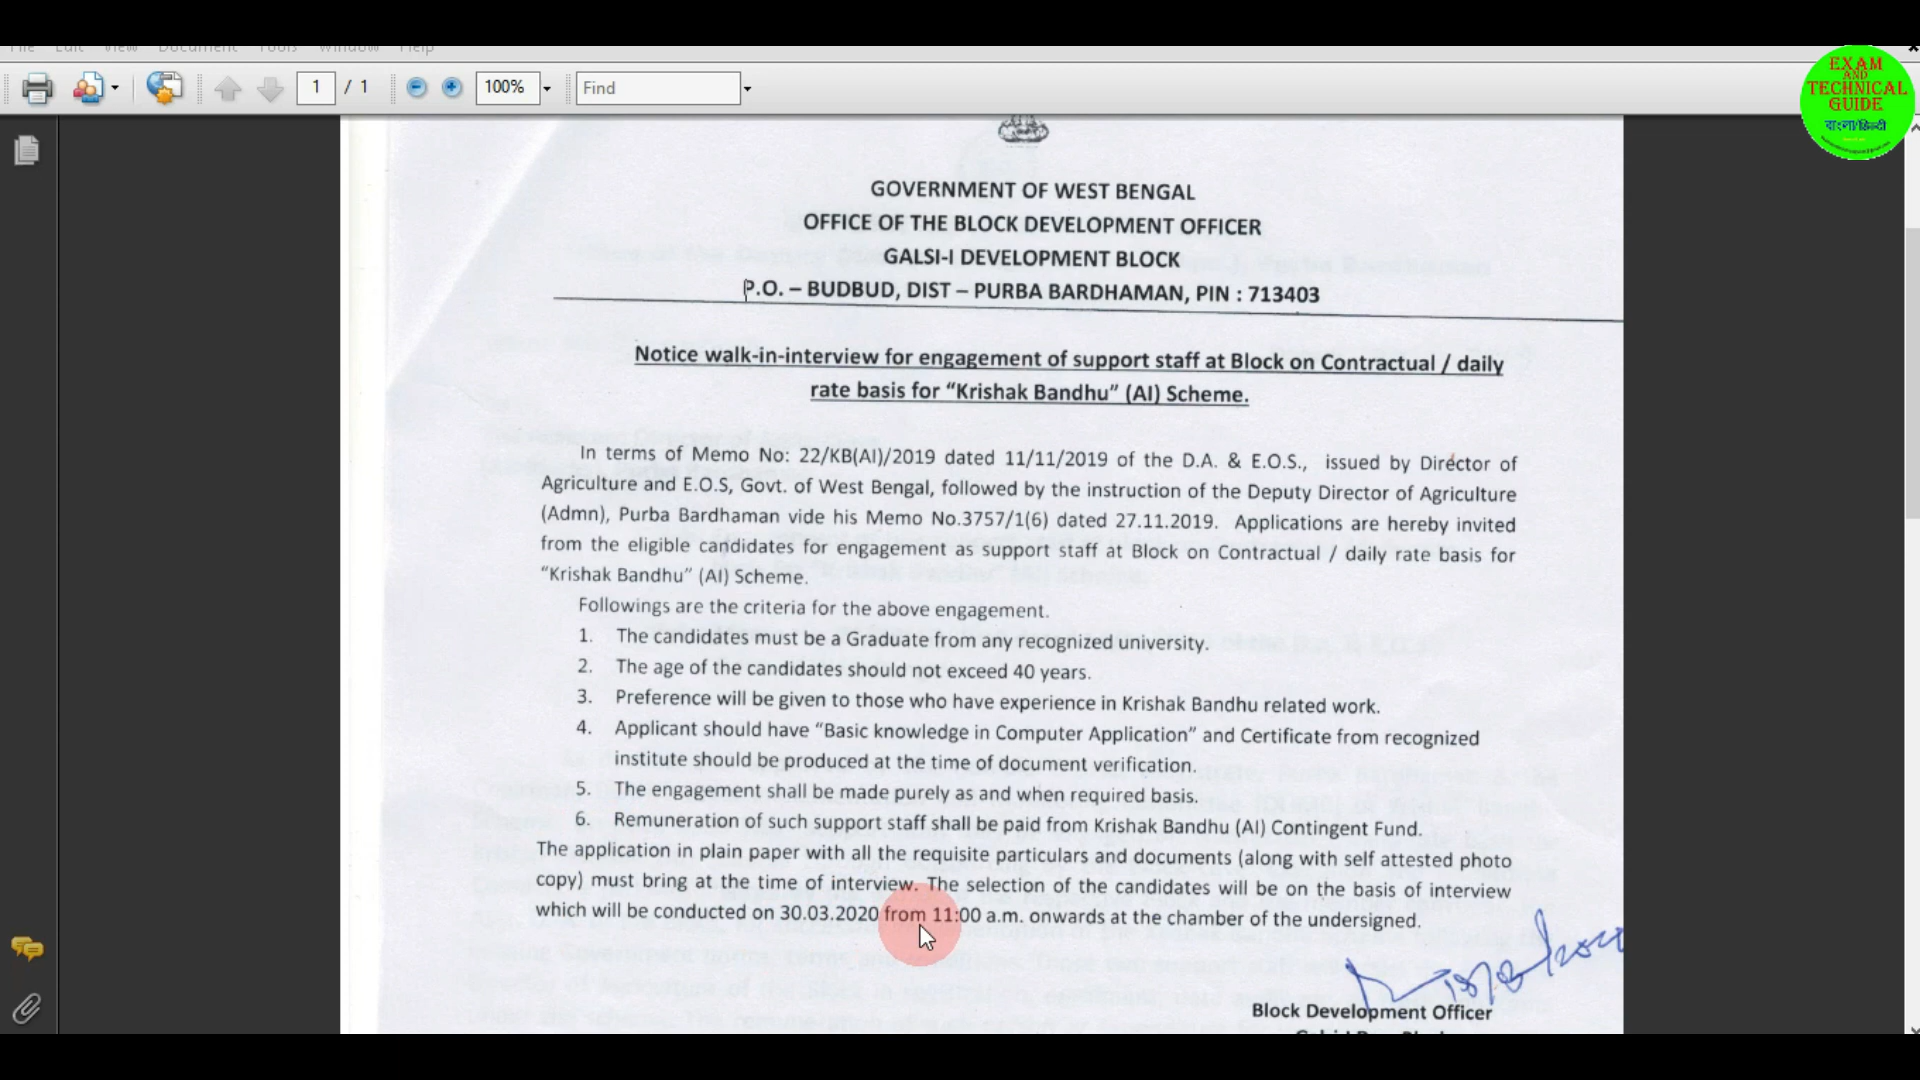 File Edit View Document Tools Window Help
1 / 1 100% Find
EXAM
AND
TECHNICAL
GUIDE
বাংলা/हिन्दी
GOVERNMENT OF WEST BENGAL
OFFICE OF THE BLOCK DEVELOPMENT OFFICER
GALSI-I DEVELOPMENT BLOCK
P.O. – BUDBUD, DIST – PURBA BARDHAMAN, PIN : 713403
Notice walk-in-interview for engagement of support staff at Block on Contractual / daily
rate basis for “Krishak Bandhu” (AI) Scheme.
In terms of Memo No: 22/KB(AI)/2019 dated 11/11/2019 of the D.A. & E.O.S., issued by Director of
Agriculture and E.O.S, Govt. of West Bengal, followed by the instruction of the Deputy Director of Agriculture
(Admn), Purba Bardhaman vide his Memo No.3757/1(6) dated 27.11.2019. Applications are hereby invited
from the eligible candidates for engagement as support staff at Block on Contractual / daily rate basis for
“Krishak Bandhu” (AI) Scheme.
Followings are the criteria for the above engagement.
1. The candidates must be a Graduate from any recognized university.
2. The age of the candidates should not exceed 40 years.
3. Preference will be given to those who have experience in Krishak Bandhu related work.
4. Applicant should have “Basic knowledge in Computer Application” and Certificate from recognized
institute should be produced at the time of document verification.
5. The engagement shall be made purely as and when required basis.
6. Remuneration of such support staff shall be paid from Krishak Bandhu (AI) Contingent Fund.
The application in plain paper with all the requisite particulars and documents (along with self attested photo
copy) must bring at the time of interview. The selection of the candidates will be on the basis of interview
which will be conducted on 30.03.2020 from 11:00 a.m. onwards at the chamber of the undersigned.
Block Development Officer